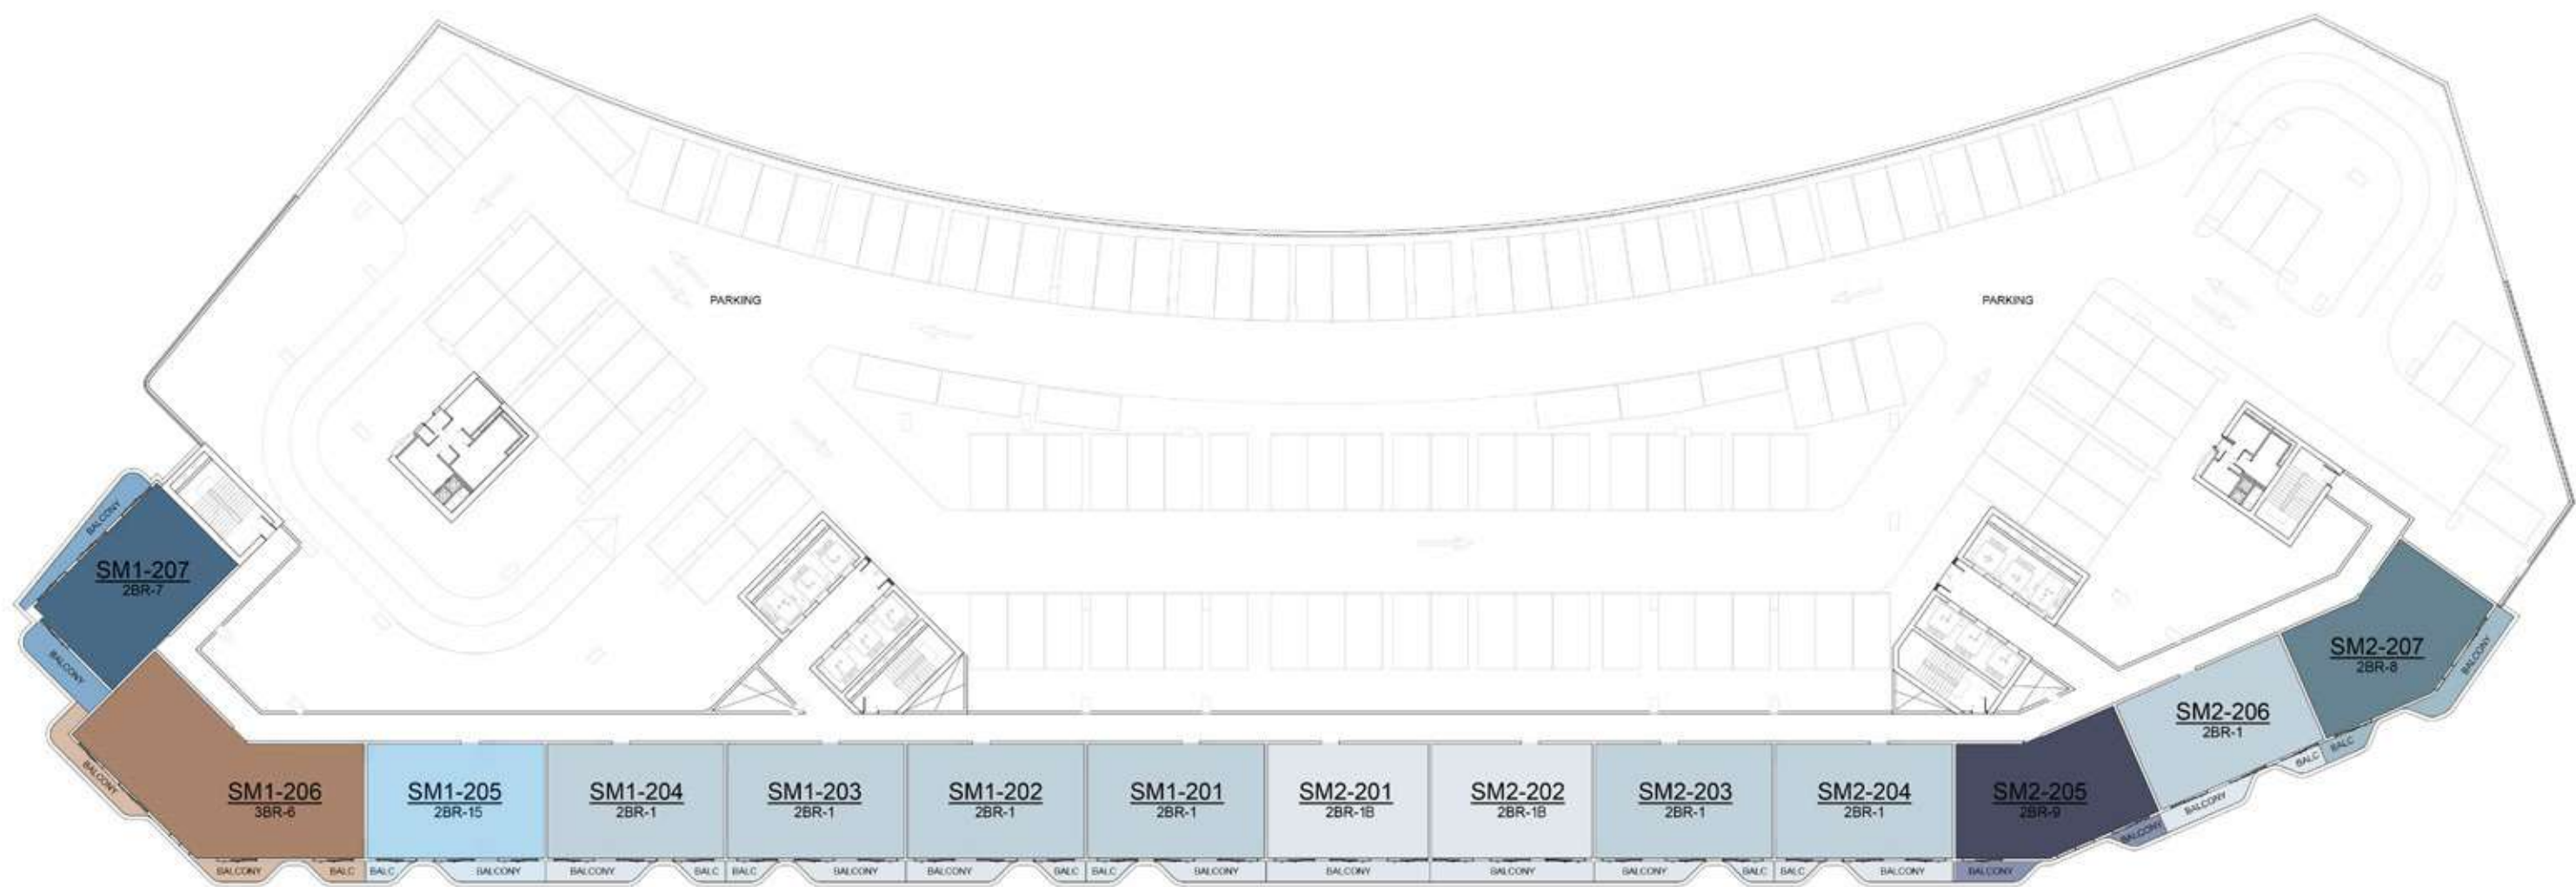 PARKING
PARKING
BALCONY
SM1-207
2BR-7
BALCONY
SM2-207
2BR-8
BALCONY
BALC
SM2-206
2BR-1
BALC
BALCONY
BALCONY
SM1-206
3BR-6
BALCONY
BALC
SM1-205
2BR-15
BALC
BALCONY
SM1-204
2BR-1
BALCONY
BALC
SM1-203
2BR-1
BALC
BALCONY
SM1-202
2BR-1
BALCONY
BALC
SM1-201
2BR-1
BALC
BALCONY
SM2-201
2BR-1B
BALCONY
SM2-202
2BR-1B
BALCONY
SM2-203
2BR-1
BALCONY
BALC
SM2-204
2BR-1
BALC
BALCONY
SM2-205
2BR-9
BALCONY
BALCONY